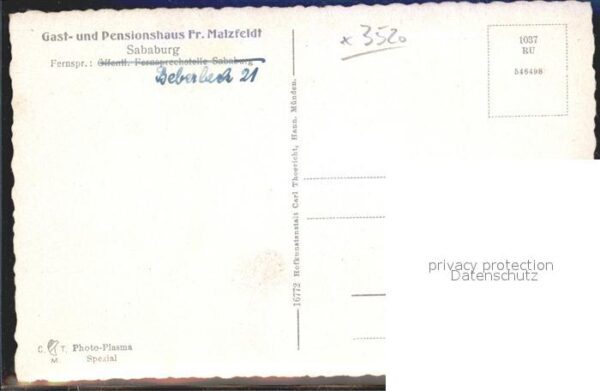 Gast- und Pensionshaus Fr. Malzfeldt
Sababurg
Fernspr.: Öffentl. Fernsprechstelle Sababurg
Beberbeck 21
x 3520
1037
RU
546498
16772 Hofkunstanstalt Carl Thoericht, Hann. Münden.
privacy protection
Datenschutz
C. T. Photo-Plasma
M. Spezial